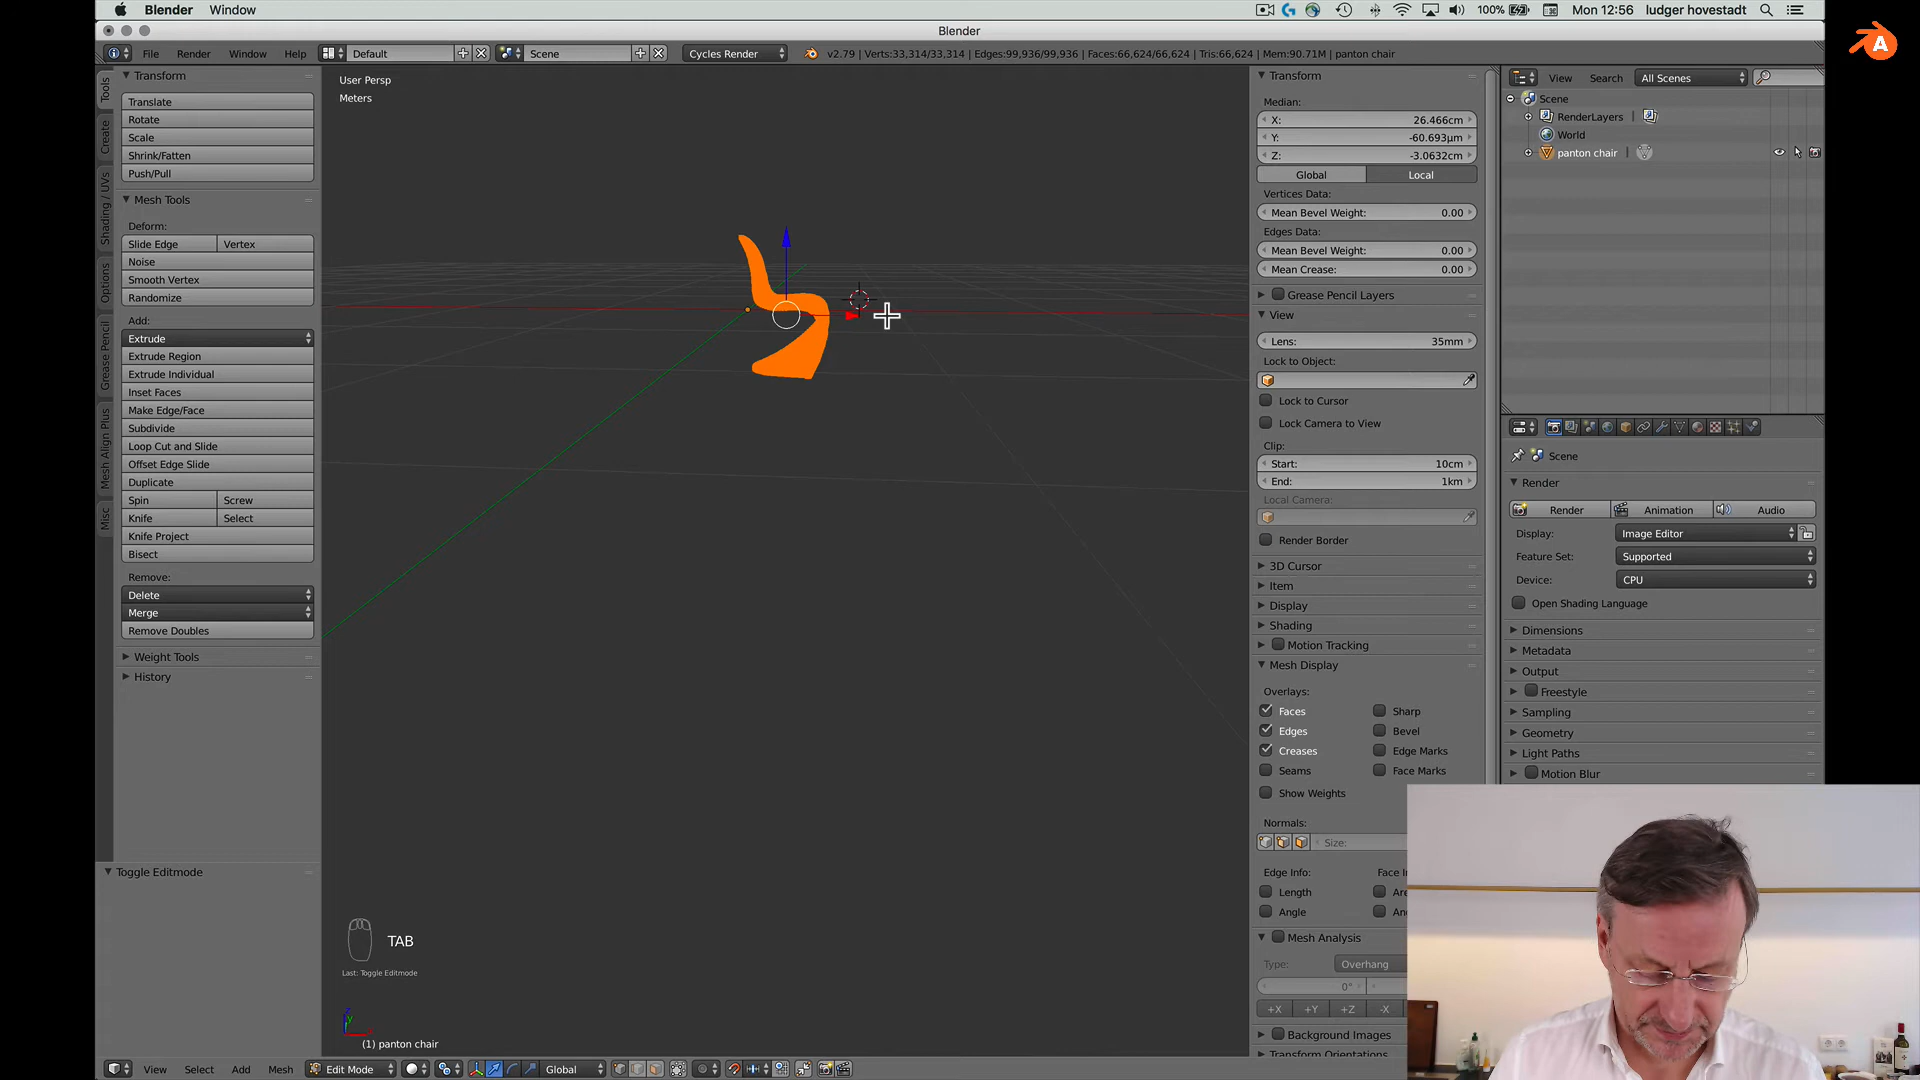 Blender Window 100% Mon 12:56 ludger hovestadt
Blender
File Render Window Help Default Scene Cycles Render v2.79 | Verts:33,314/33,314 | Edges:99,936/99,936 | Faces:66,624/66,624 | Tris:66,624 | Mem:90.71M | panton chair
Tools
Create
Shading / UVs
Options
Grease Pencil
Mesh Align Plus
Misc
Transform
Translate
Rotate
Scale
Shrink/Fatten
Push/Pull
Mesh Tools
Deform:
Slide Edge Vertex
Noise
Smooth Vertex
Randomize
Add:
Extrude
Extrude Region
Extrude Individual
Inset Faces
Make Edge/Face
Subdivide
Loop Cut and Slide
Offset Edge Slide
Duplicate
Spin Screw
Knife Select
Knife Project
Bisect
Remove:
Delete
Merge
Remove Doubles
Weight Tools
History
Toggle Editmode
User Persp
Meters
TAB
Last: Toggle Editmode
(1) panton chair
View Select Add Mesh Edit Mode Global
Transform
Median:
X: 26.466cm
Y: -60.693µm
Z: -3.0632cm
Global Local
Vertices Data:
Mean Bevel Weight: 0.00
Edges Data:
Mean Bevel Weight: 0.00
Mean Crease: 0.00
Grease Pencil Layers
View
Lens: 35mm
Lock to Object:
Lock to Cursor
Lock Camera to View
Clip:
Start: 10cm
End: 1km
Local Camera:
Render Border
3D Cursor
Item
Display
Shading
Motion Tracking
Mesh Display
Overlays:
Faces Sharp
Edges Bevel
Creases Edge Marks
Seams Face Marks
Show Weights
Normals:
Size:
Edge Info: Face In
Length Are
Angle An
Mesh Analysis
Type: Overhang
0°
+X +Y +Z -X
Background Images
Transform Orientations
View Search All Scenes
Scene
RenderLayers
World
panton chair
Scene
Render
Render Animation Audio
Display: Image Editor
Feature Set: Supported
Device: CPU
Open Shading Language
Dimensions
Metadata
Output
Freestyle
Sampling
Geometry
Light Paths
Motion Blur
A